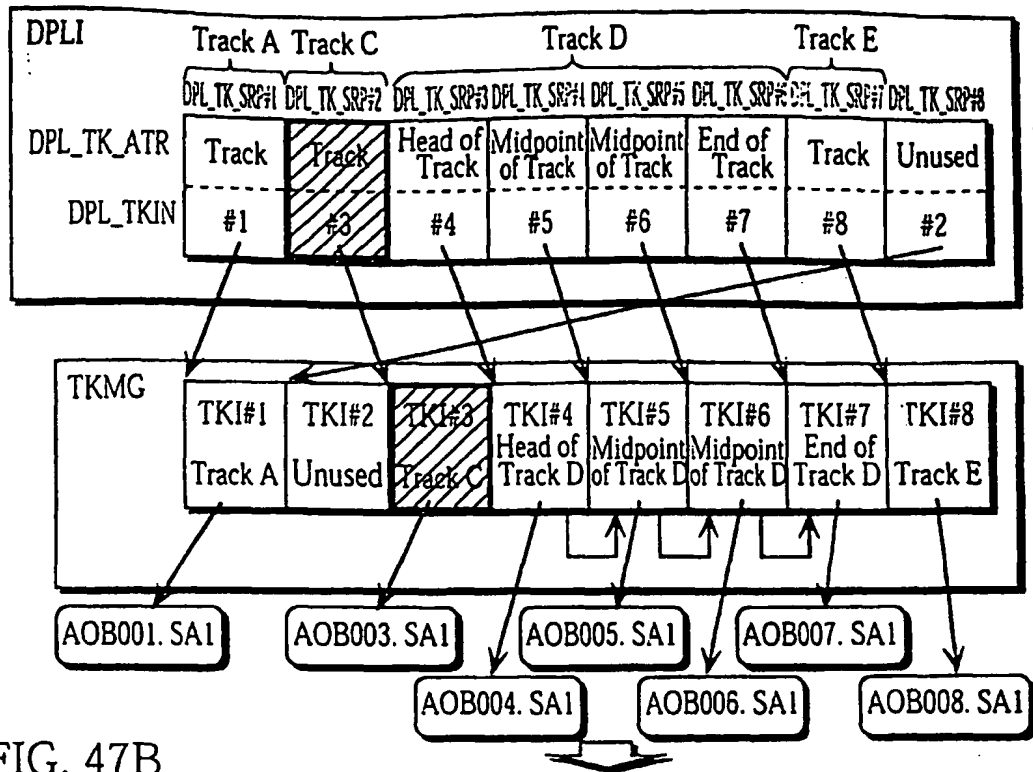 DPLI
Track A Track C Track D Track E
DPL_TK_SRP#1 DPL_TK_SRP#2 DPL_TK_SRP#3 DPL_TK_SRP#4 DPL_TK_SRP#5 DPL_TK_SRP#6 DPL_TK_SRP#7 DPL_TK_SRP#8
DPL_TK_ATR Track Track Head of Track Midpoint of Track Midpoint of Track End of Track Track Unused
DPL_TKIN #1 #3 #4 #5 #6 #7 #8 #2
TKMG
TKI#1 TKI#2 TKI#3 TKI#4 TKI#5 TKI#6 TKI#7 TKI#8
Track A Unused Track C Head of Track D Midpoint of Track D Midpoint of Track D End of Track D Track E
AOB001. SA1 AOB003. SA1 AOB005. SA1 AOB007. SA1
AOB004. SA1 AOB006. SA1 AOB008. SA1
FIG. 47B